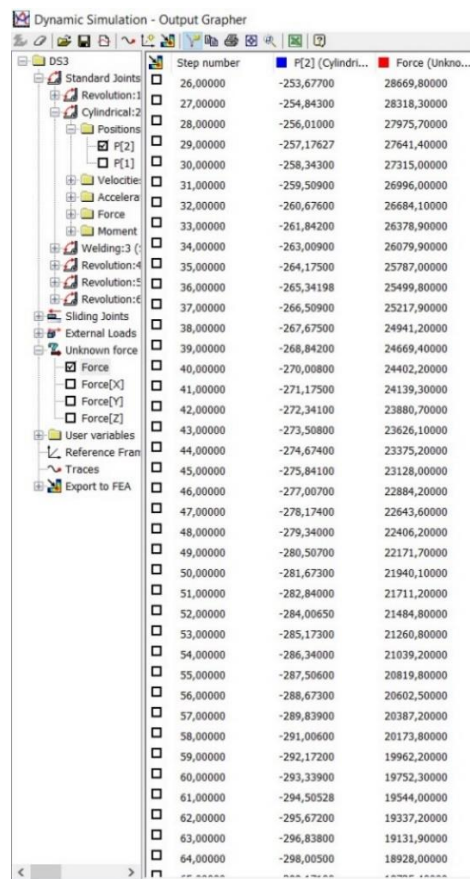 Dynamic Simulation - Output Grapher
DS3
Standard Joints
Revolution:1
Cylindrical:2
Positions
P[2]
P[1]
Velocitie
Accelera
Force
Moment
Welding:3 (
Revolution:4
Revolution:5
Revolution:6
Sliding Joints
External Loads
Unknown force
Force
Force[X]
Force[Y]
Force[Z]
User variables
Reference Fran
Traces
Export to FEA
Step number P[2] (Cylindri... Force (Unkno...
26,00000 -253,67700 28669,80000
27,00000 -254,84300 28318,30000
28,00000 -256,01000 27975,70000
29,00000 -257,17627 27641,40000
30,00000 -258,34300 27315,00000
31,00000 -259,50900 26996,00000
32,00000 -260,67600 26684,10000
33,00000 -261,84200 26378,90000
34,00000 -263,00900 26079,90000
35,00000 -264,17500 25787,00000
36,00000 -265,34198 25499,80000
37,00000 -266,50900 25217,90000
38,00000 -267,67500 24941,20000
39,00000 -268,84200 24669,40000
40,00000 -270,00800 24402,20000
41,00000 -271,17500 24139,30000
42,00000 -272,34100 23880,70000
43,00000 -273,50800 23626,10000
44,00000 -274,67400 23375,20000
45,00000 -275,84100 23128,00000
46,00000 -277,00700 22884,20000
47,00000 -278,17400 22643,60000
48,00000 -279,34000 22406,20000
49,00000 -280,50700 22171,70000
50,00000 -281,67300 21940,10000
51,00000 -282,84000 21711,20000
52,00000 -284,00650 21484,80000
53,00000 -285,17300 21260,80000
54,00000 -286,34000 21039,20000
55,00000 -287,50600 20819,80000
56,00000 -288,67300 20602,50000
57,00000 -289,83900 20387,20000
58,00000 -291,00600 20173,80000
59,00000 -292,17200 19962,20000
60,00000 -293,33900 19752,30000
61,00000 -294,50528 19544,00000
62,00000 -295,67200 19337,20000
63,00000 -296,83800 19131,90000
64,00000 -298,00500 18928,00000